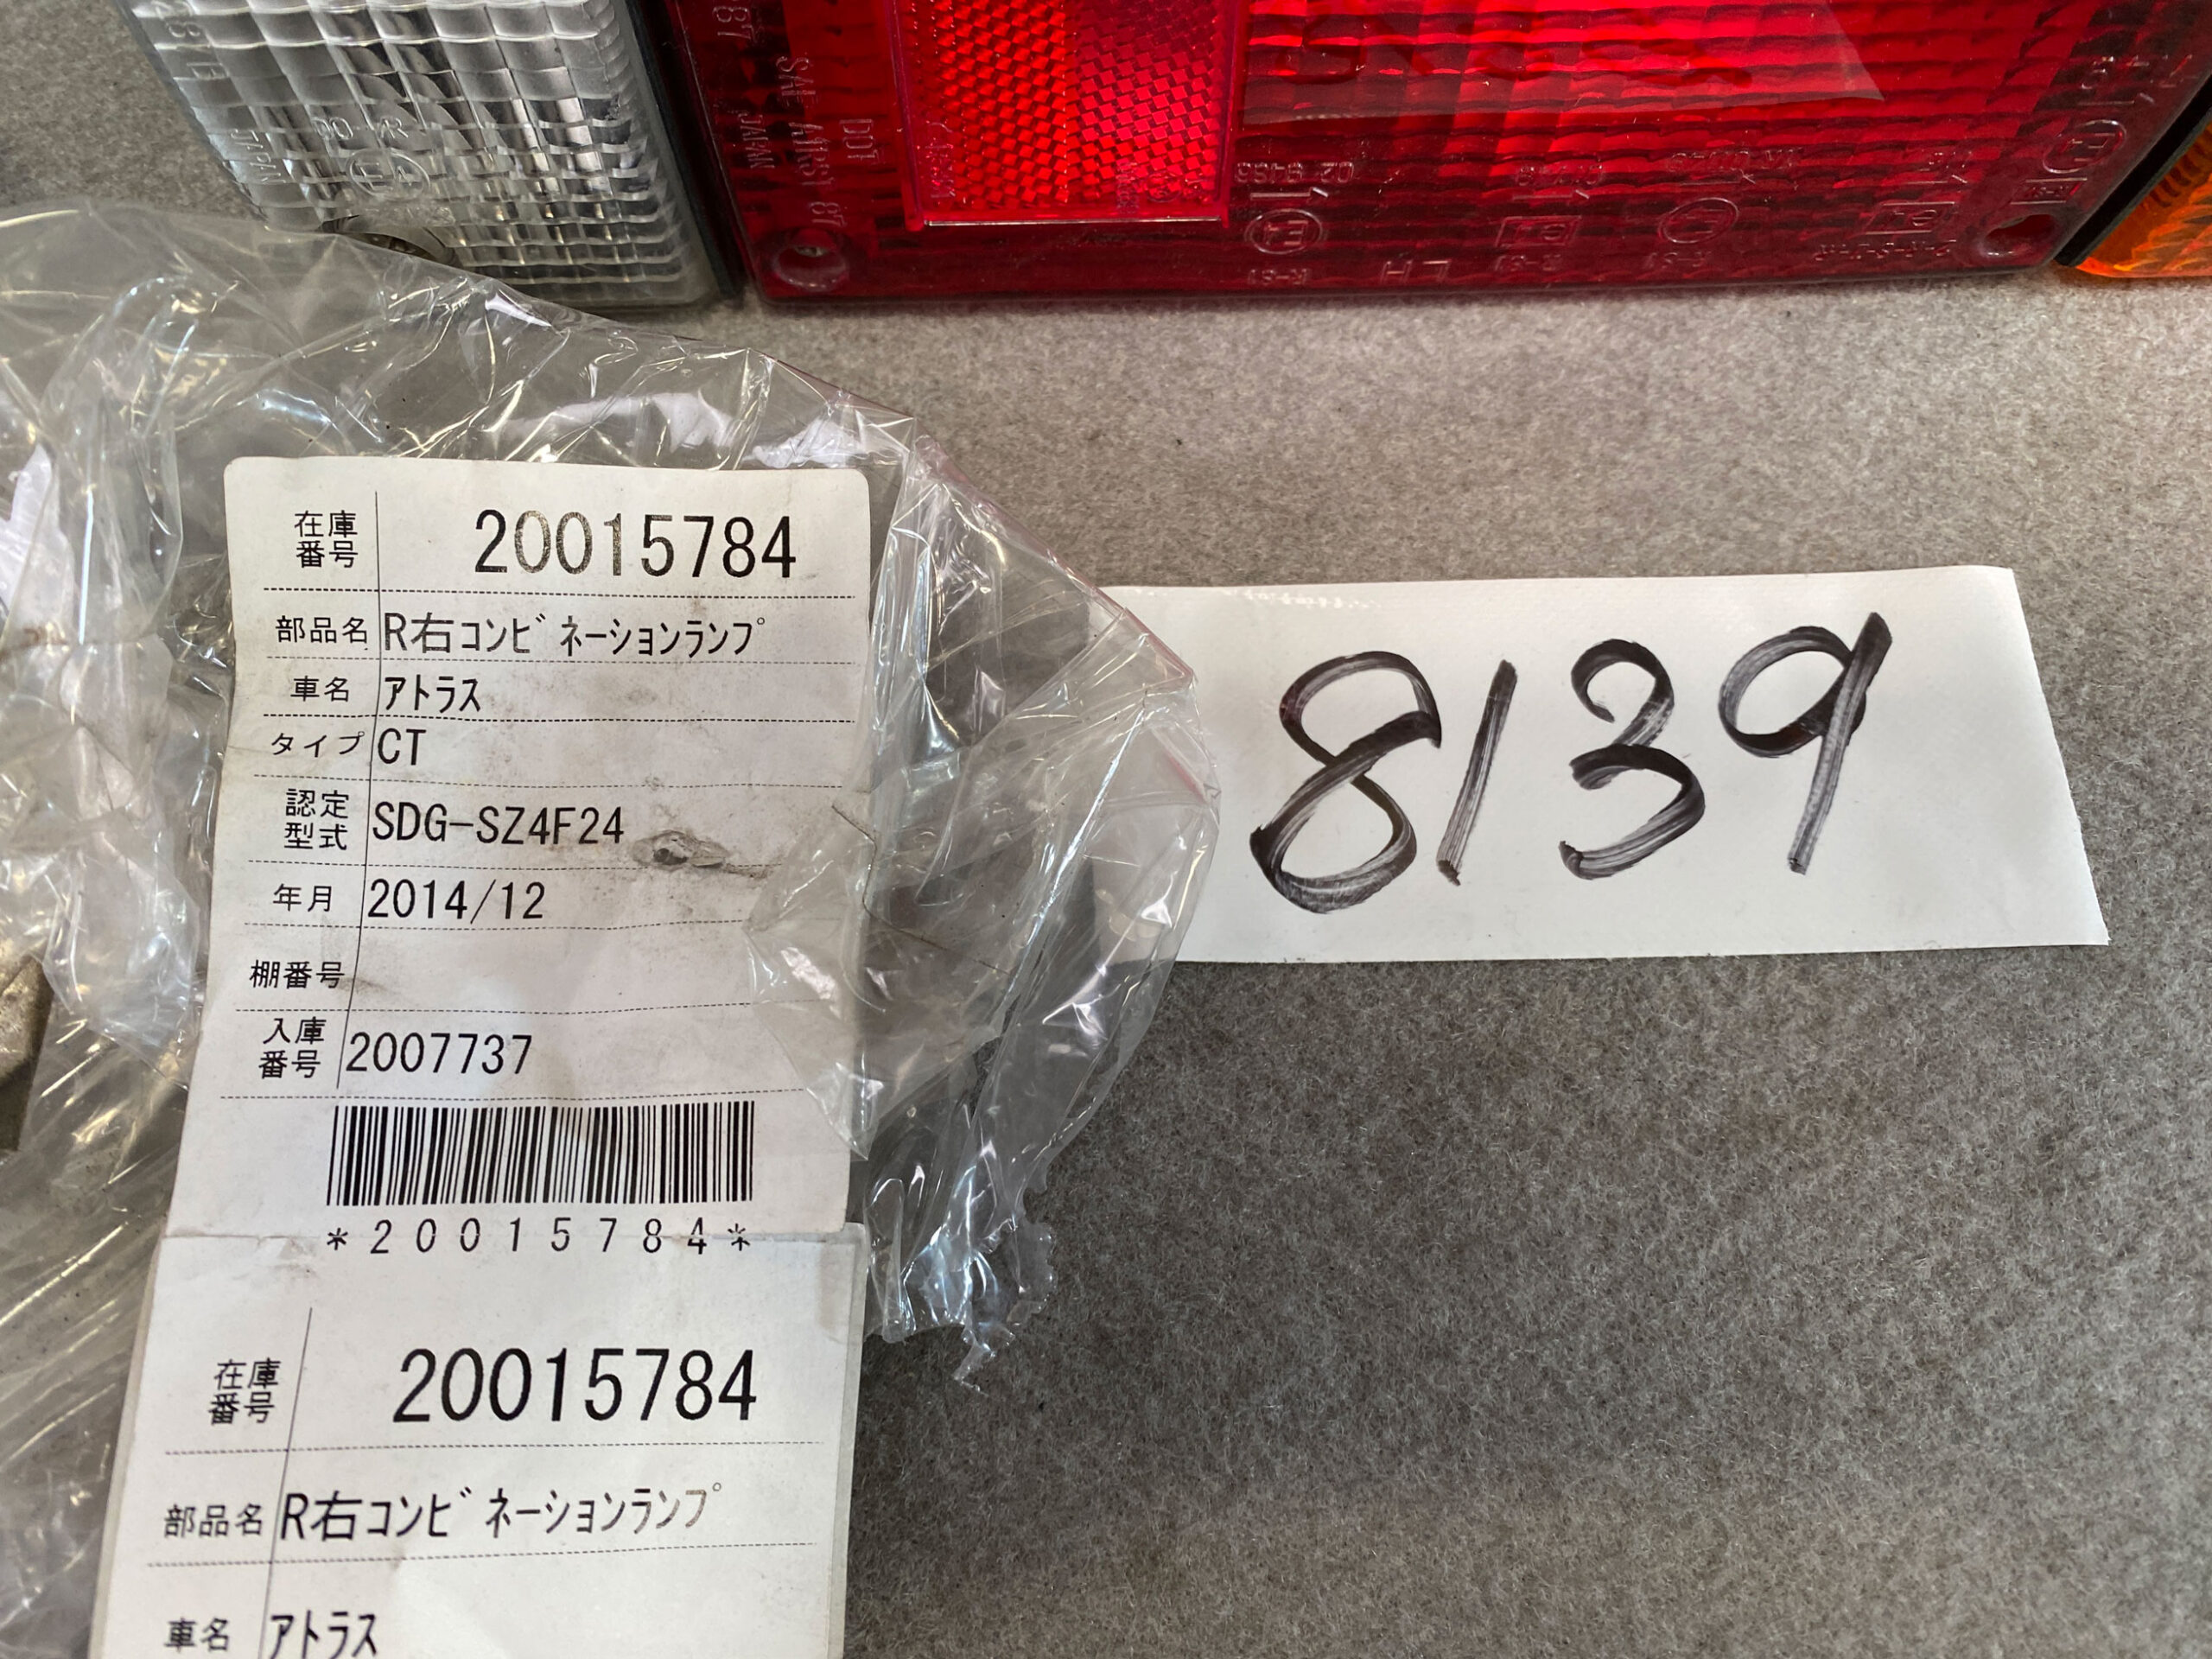 JAPAN
SAE AIRST 87
DOT
JAPAN
LH
在庫番号 20015784
部品名 R右コンビネーションランプ
車名 アトラス
タイプ CT
認定型式 SDG-SZ4F24
年月 2014/12
棚番号
入庫番号 2007737
*20015784*
在庫番号 20015784
部品名 R右コンビネーションランプ
車名 アトラス
8139